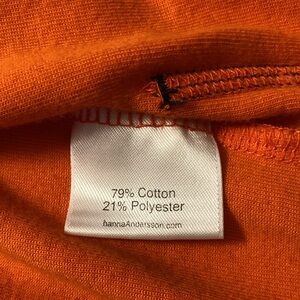 79% Cotton
21% Polyester
hannaAndersson.com